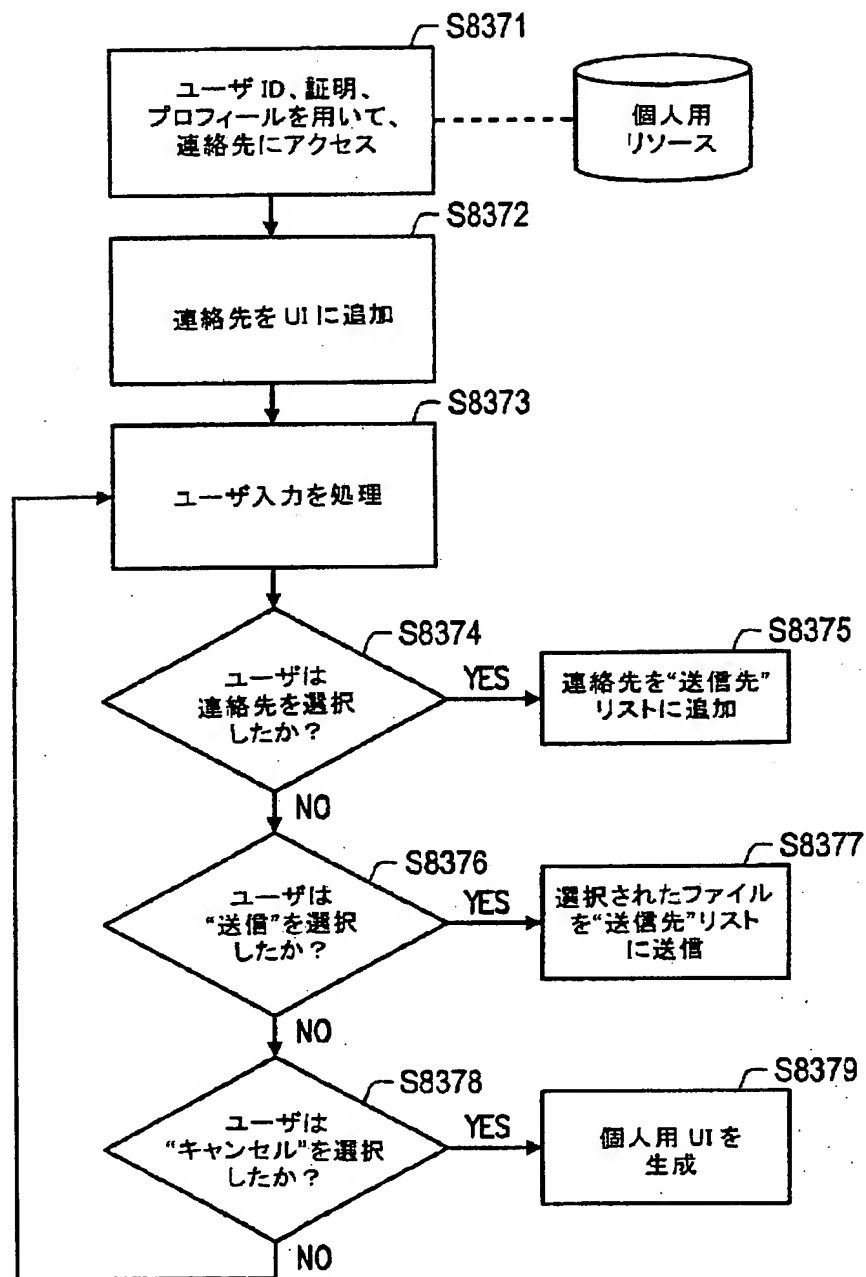 S8371
ユーザ ID、証明、
プロフィールを用いて、
連絡先にアクセス
個人用
リソース
S8372
連絡先を UI に追加
S8373
ユーザ入力を処理
S8374
ユーザは
連絡先を選択
したか？
YES
S8375
連絡先を“送信先”
リストに追加
NO
S8376
ユーザは
“送信”を選択
したか？
YES
S8377
選択されたファイル
を“送信先”リスト
に送信
NO
S8378
ユーザは
“キャンセル”を選択
したか？
YES
S8379
個人用 UI を
生成
NO